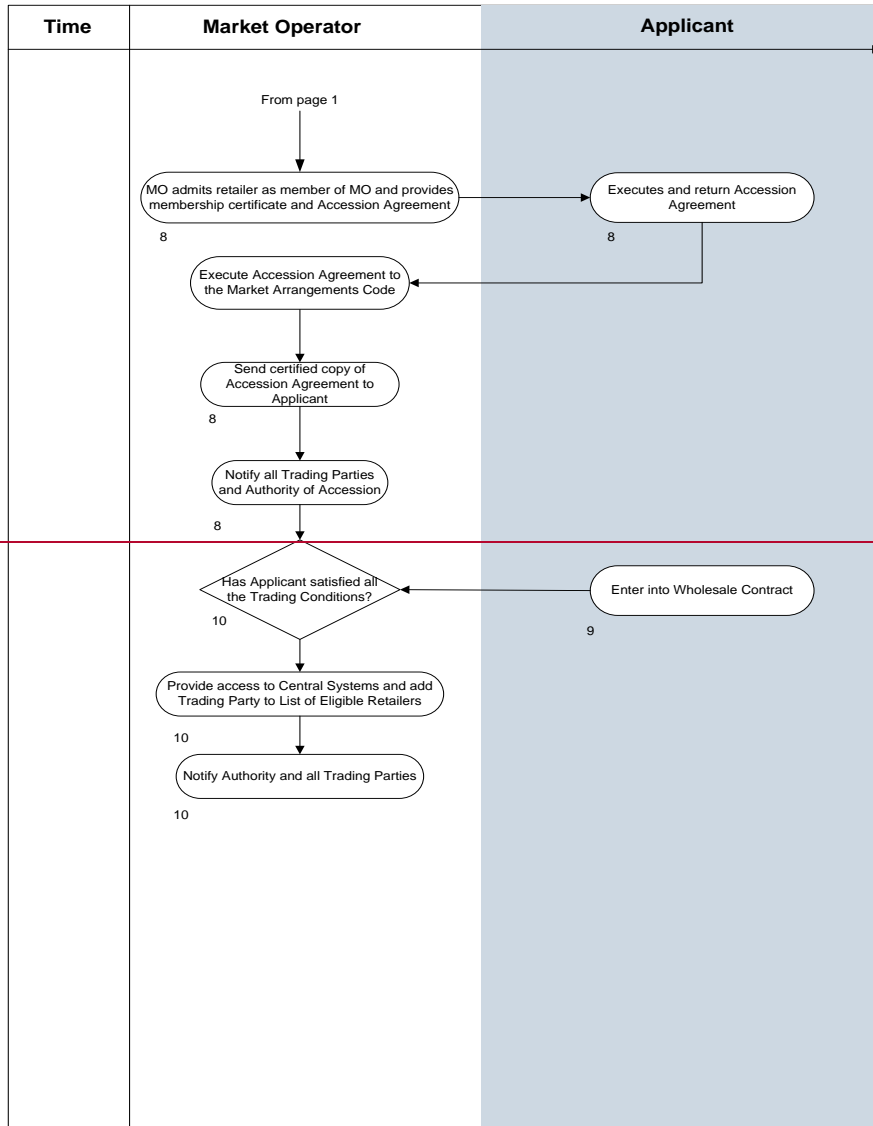 Time
Market Operator
Applicant
From page 1
MO admits retailer as member of MO and provides
membership certificate and Accession Agreement
8
Executes and return Accession
Agreement
8
Execute Accession Agreement to
the Market Arrangements Code
Send certified copy of
Accession Agreement to
Applicant
8
Notify all Trading Parties
and Authority of Accession
8
Has Applicant satisfied all
the Trading Conditions?
10
Enter into Wholesale Contract
9
Provide access to Central Systems and add
Trading Party to List of Eligible Retailers
10
Notify Authority and all Trading Parties
10